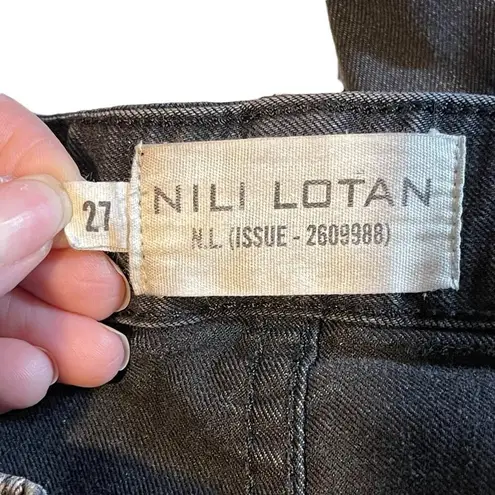 27
NILI LOTAN
N.L. (ISSUE - 2609988)